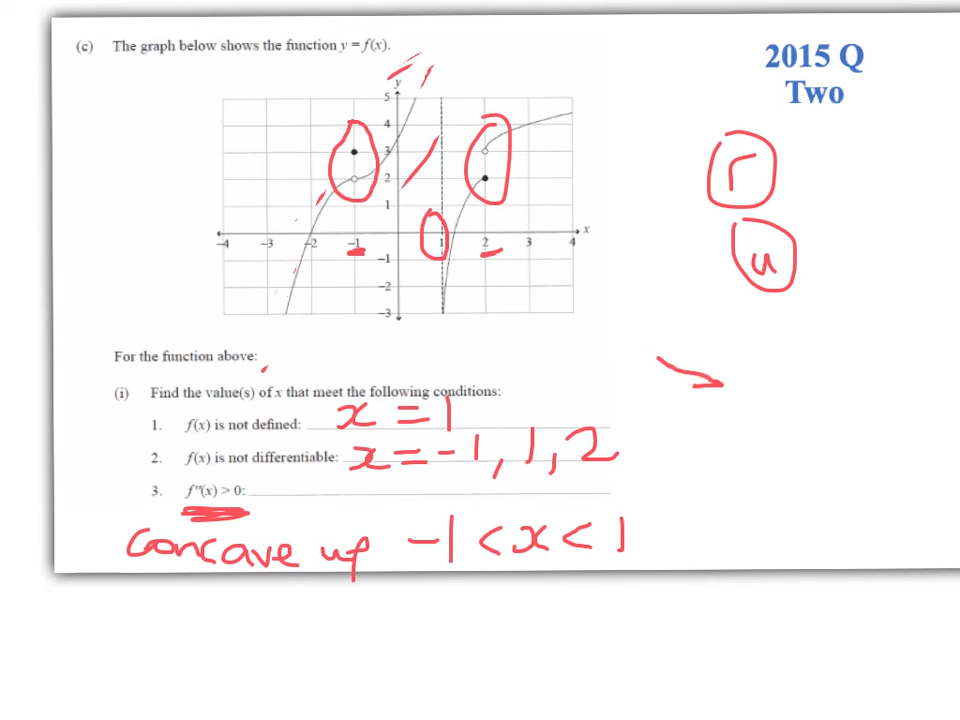 (c) The graph below shows the function y = f(x).
2015 Q
Two
y
5
4
3
2
1
-4 -3 -2 -1 1 2 3 4 x
-1
-2
-3
r
u
For the function above:
(i) Find the value(s) of x that meet the following conditions:
1. f(x) is not defined: x = 1
2. f(x) is not differentiable: x = -1, 1, 2
3. f"(x) > 0:
concave up -1 < x < 1